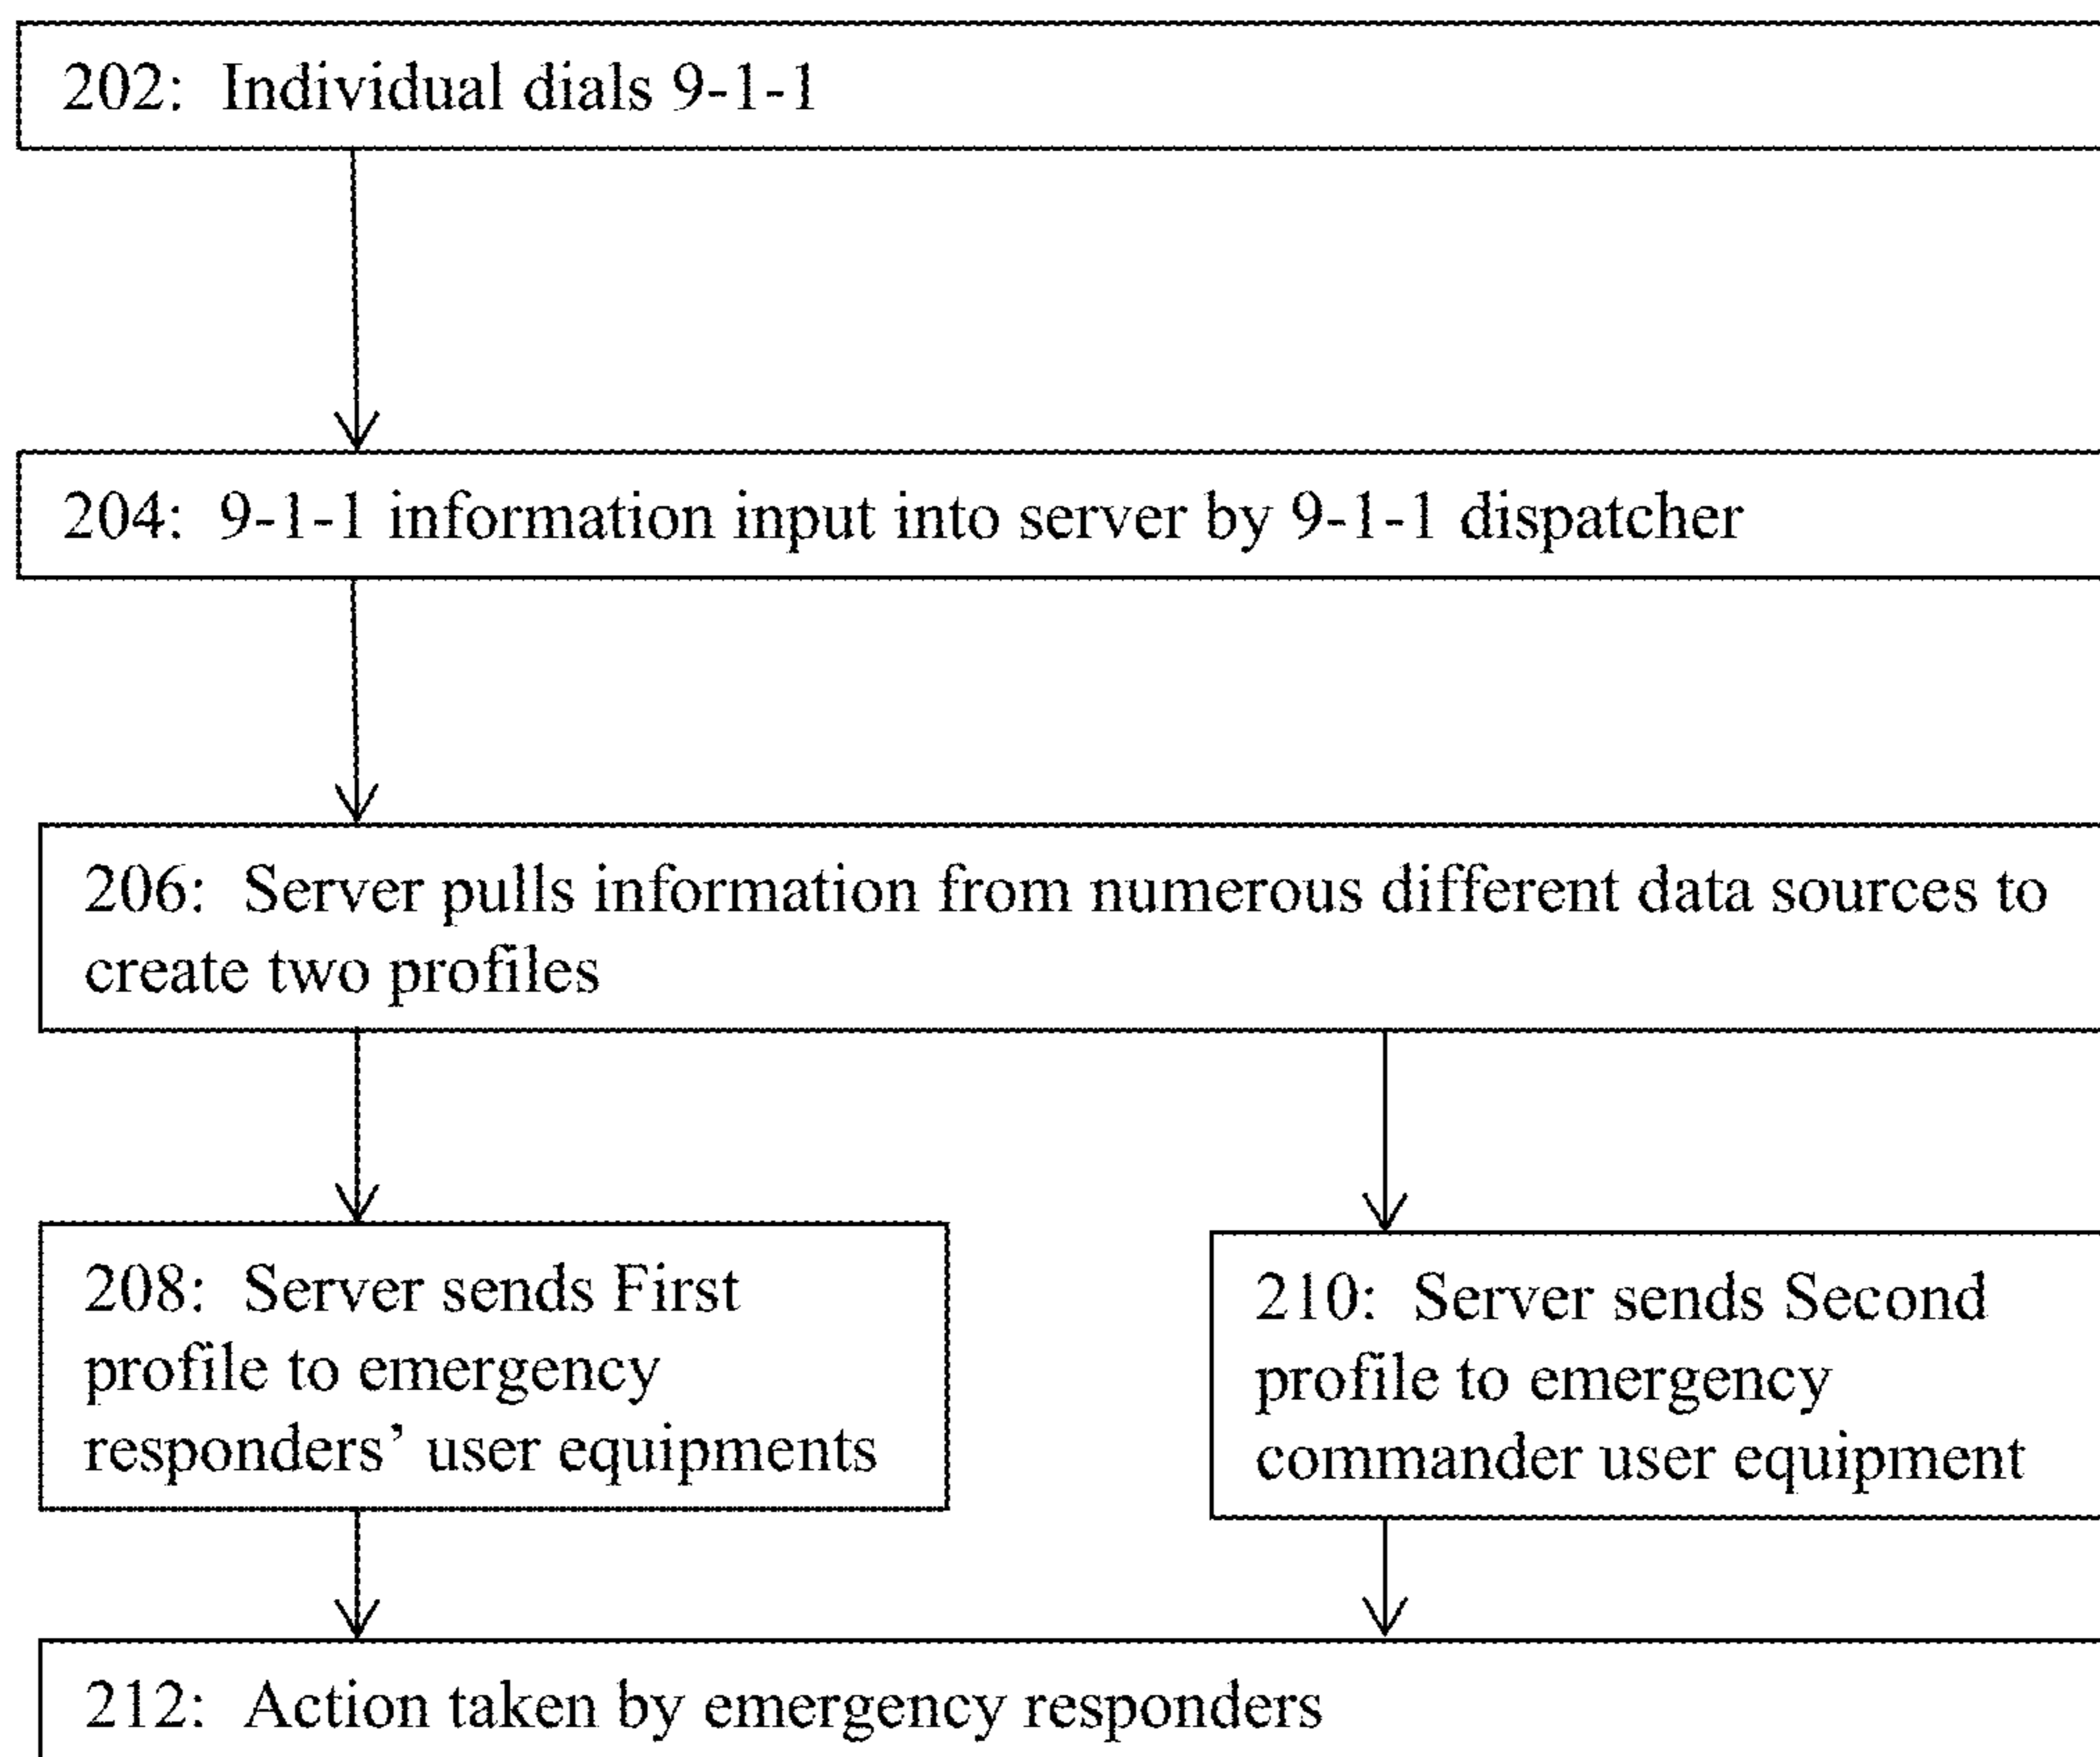 202: Individual dials 9-1-1
204: 9-1-1 information input into server by 9-1-1 dispatcher
206: Server pulls information from numerous different data sources to
create two profiles
208: Server sends First
profile to emergency
responders’ user equipments
210: Server sends Second
profile to emergency
commander user equipment
212: Action taken by emergency responders